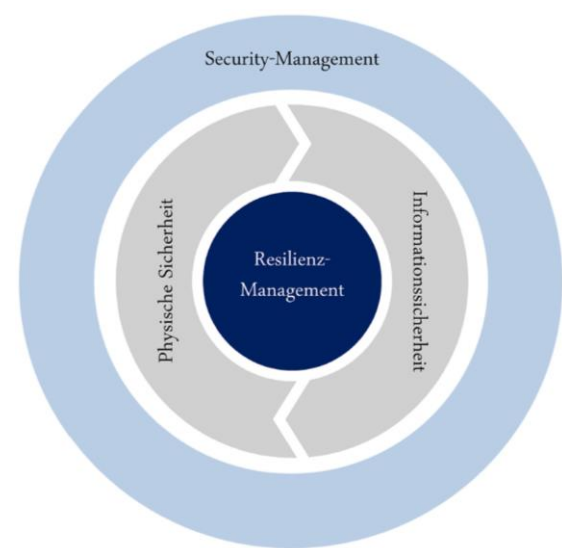 Security-Management
Physische Sicherheit
Resilienz-
Management
Informationssicherheit